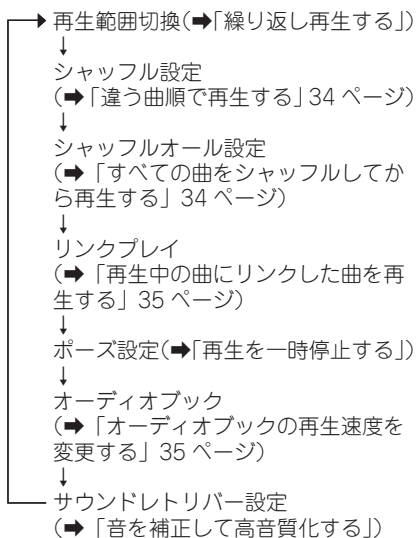 再生範囲切換(➡「繰り返し再生する」)
↓
シャッフル設定
(➡「違う曲順で再生する」34 ページ)
↓
シャッフルオール設定
(➡「すべての曲をシャッフルしてか
ら再生する」34 ページ)
↓
リンクプレイ
(➡「再生中の曲にリンクした曲を再
生する」35 ページ)
↓
ポーズ設定(➡「再生を一時停止する」)
↓
オーディオブック
(➡「オーディオブックの再生速度を
変更する」35 ページ)
↓
サウンドレトリバー設定
(➡「音を補正して高音質化する」)